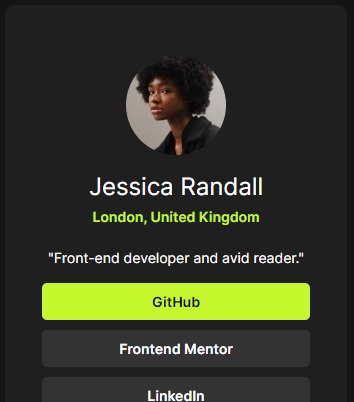 Jessica Randall
London, United Kingdom
"Front-end developer and avid reader."
GitHub
Frontend Mentor
LinkedIn